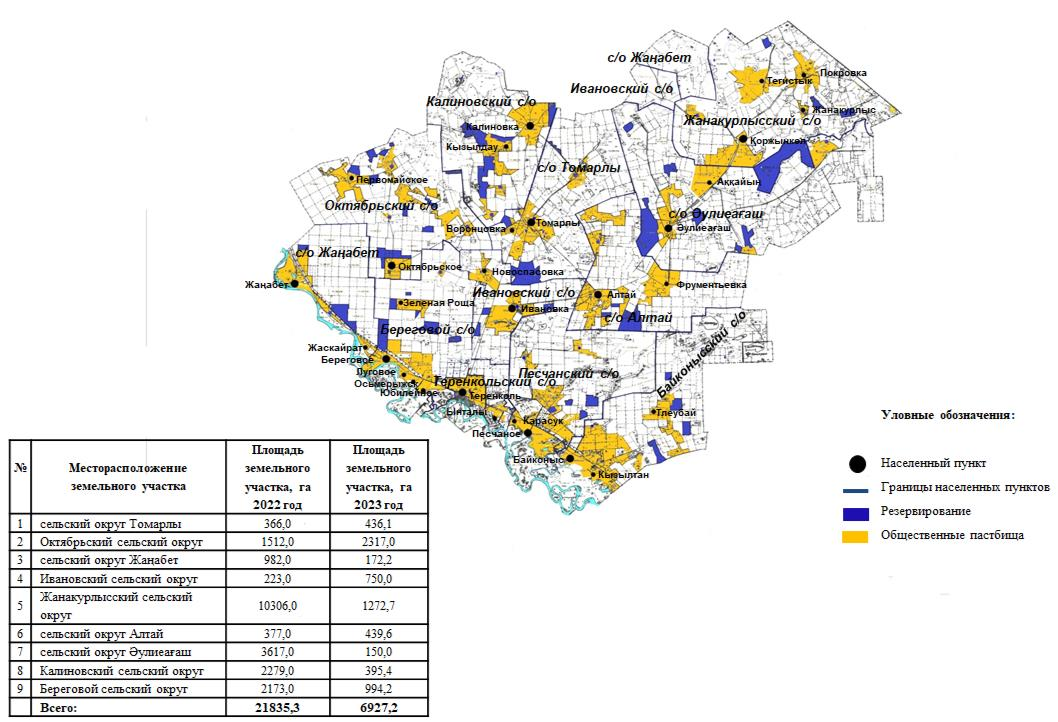 с/о Жаңабет
Ивановский с/о
Покровка
Тегистык
Калиновский с/о
Жанакурлыс
Жанакурлысский с/о
Калиновка
Коржынкөл
Кызылдау
с/о Томарлы
Первомайское
Аққайың
Октябрьский с/о
с/о Әулиеағаш
Томарлы
Воронцовка
Әулиеағаш
с/о Жаңабет
Октябрьское
Новоспасовка
Жаңабет
Фрументьевка
Ивановский с/о
Алтай
Зеленая Роща
Ивановка
с/о Алтай
Береговой с/о
Байконысский с/о
Жаскайрат
Береговое
Луговое
Песчанский с/о
Осьмерыжск
Теренкольский с/о
Юбилейное
Теренколь
Ынталы
Тлеубай
Карасук
Песчаное
Байконыс
Кызылтан
Уловные обозначения:
Населенный пункт
Границы населенных пунктов
Резервирование
Общественные пастбища
№ Месторасположение земельного участка Площадь земельного участка, га 2022 год Площадь земельного участка, га 2023 год
1 сельский округ Томарлы 366,0 436,1
2 Октябрьский сельский округ 1512,0 2317,0
3 сельский округ Жаңабет 982,0 172,2
4 Ивановский сельский округ 223,0 750,0
5 Жанакурлысский сельский округ 10306,0 1272,7
6 сельский округ Алтай 377,0 439,6
7 сельский округ Әулиеағаш 3617,0 150,0
8 Калиновский сельский округ 2279,0 395,4
9 Береговой сельский округ 2173,0 994,2
Всего: 21835,3 6927,2